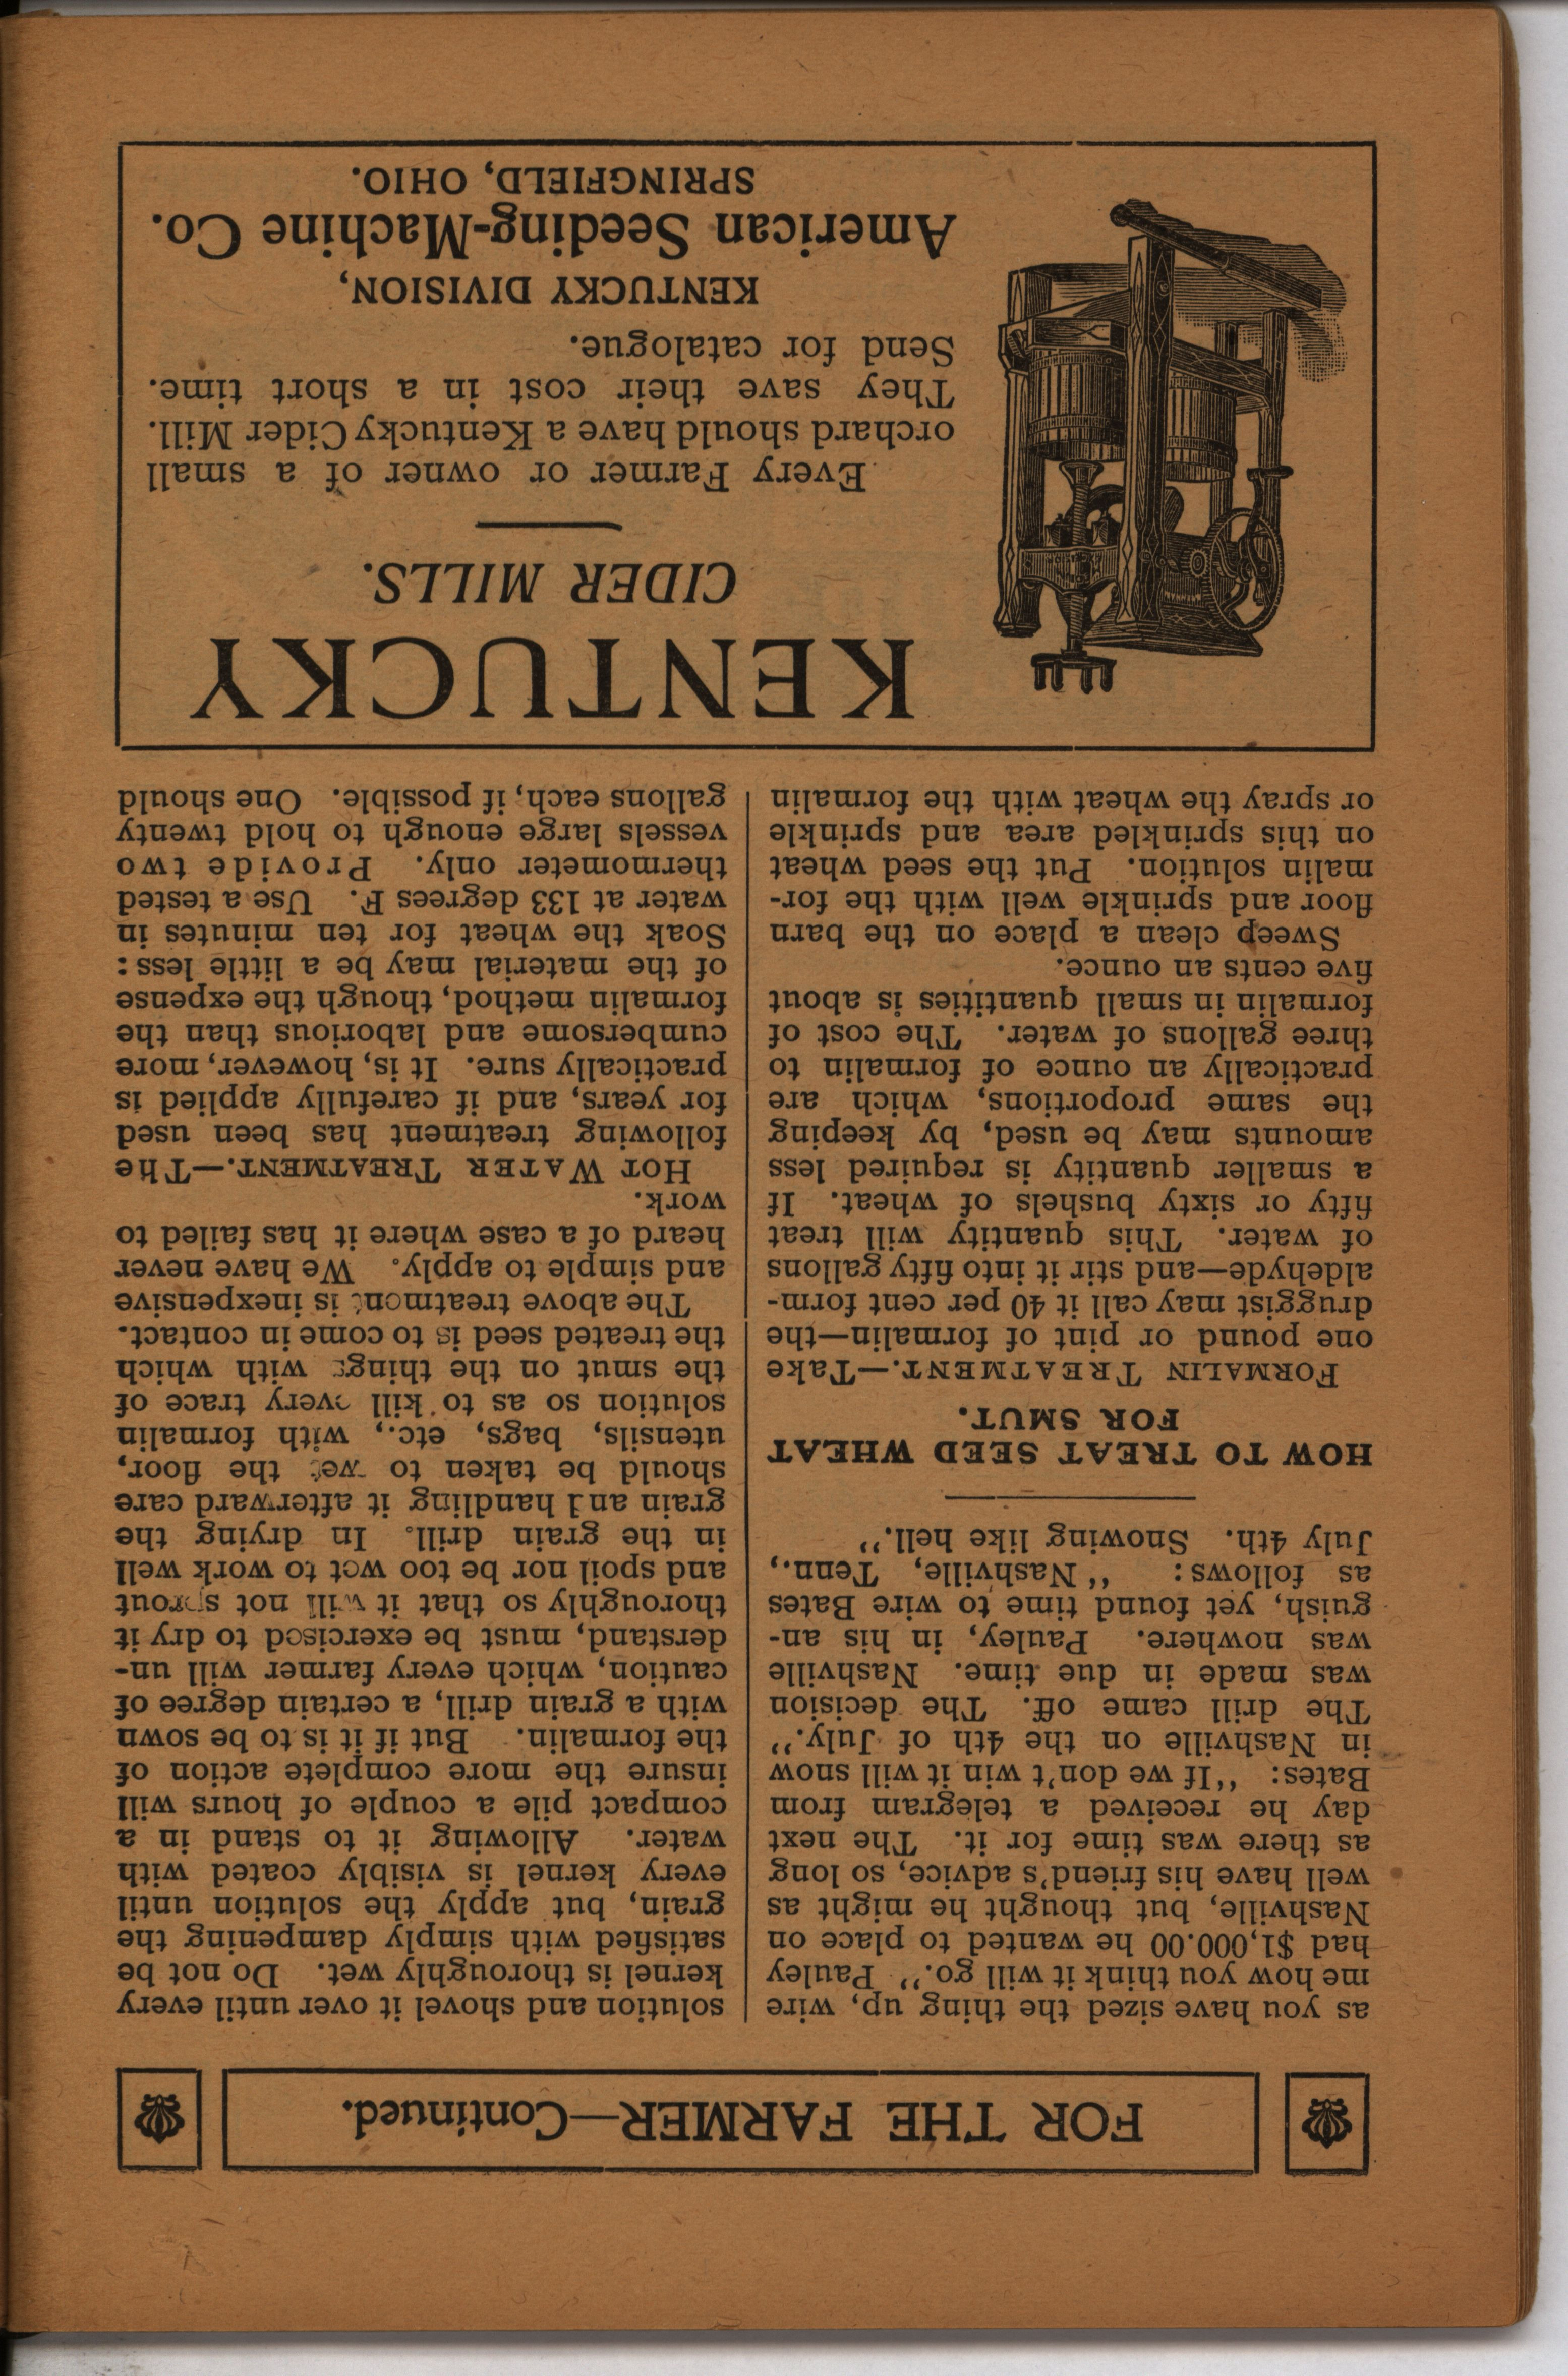 FOR THE FARMER—Continued.
as you have sized the thing up, wire
me how you think it will go." Pauley
had $1,000.00 he wanted to place on
Nashville, but thought he might as
well have his friend's advice, so long
as there was time for it. The next
day he received a telegram from
Bates: "If we don't win it will snow
in Nashville on the 4th of July."
The drill came off. The decision
was made in due time. Nashville
was nowhere. Pauley, in his an-
guish, yet found time to wire Bates
as follows: "Nashville, Tenn.,
July 4th. Snowing like hell."
HOW TO TREAT SEED WHEAT
FOR SMUT.
FORMALIN TREATMENT.—Take
one pound or pint of formalin—the
druggist may call it 40 per cent form-
aldehyde—and stir it into fifty gallons
of water. This quantity will treat
fifty or sixty bushels of wheat. If
a smaller quantity is required less
amounts may be used, by keeping
the same proportions, which are
practically an ounce of formalin to
three gallons of water. The cost of
formalin in small quantities is about
five cents an ounce.
Sweep clean a place on the barn
floor and sprinkle well with the for-
malin solution. Put the seed wheat
on this sprinkled area and sprinkle
or spray the wheat with the formalin
solution and shovel it over until every
kernel is thoroughly wet. Do not be
satisfied with simply dampening the
grain, but apply the solution until
every kernel is visibly coated with
water. Allowing it to stand in a
compact pile a couple of hours will
insure the more complete action of
the formalin. But if it is to be sown
with a grain drill, a certain degree of
caution, which every farmer will un-
derstand, must be exercised to dry it
thoroughly so that it will not sprout
and spoil nor be too wet to work well
in the grain drill. In drying the
grain and handling it afterward care
should be taken to wet the floor,
utensils, bags, etc., with formalin
solution so as to kill every trace of
the smut on the things with which
the treated seed is to come in contact.
The above treatment is inexpensive
and simple to apply. We have never
heard of a case where it has failed to
work.
HOT WATER TREATMENT.—The
following treatment has been used
for years, and if carefully applied is
practically sure. It is, however, more
cumbersome and laborious than the
formalin method, though the expense
of the material may be a little less:
Soak the wheat for ten minutes in
water at 133 degrees F. Use a tested
thermometer only. Provide two
vessels large enough to hold twenty
gallons each, if possible. One should
KENTUCKY
CIDER MILLS.
Every Farmer or owner of a small
orchard should have a Kentucky Cider Mill.
They save their cost in a short time.
Send for catalogue.
KENTUCKY DIVISION,
American Seeding-Machine Co.
SPRINGFIELD, OHIO.